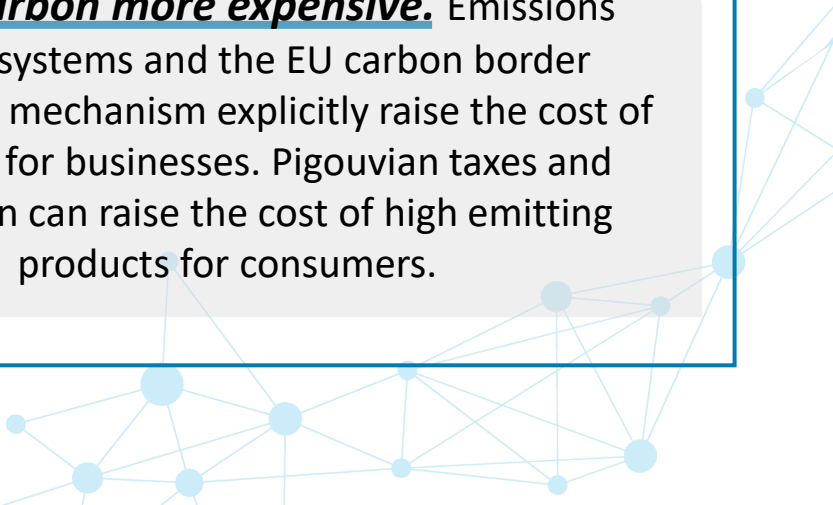 arbon more expensive. Emissions
systems and the EU carbon border
mechanism explicitly raise the cost of
for businesses. Pigouvian taxes and
n can raise the cost of high emitting
products for consumers.